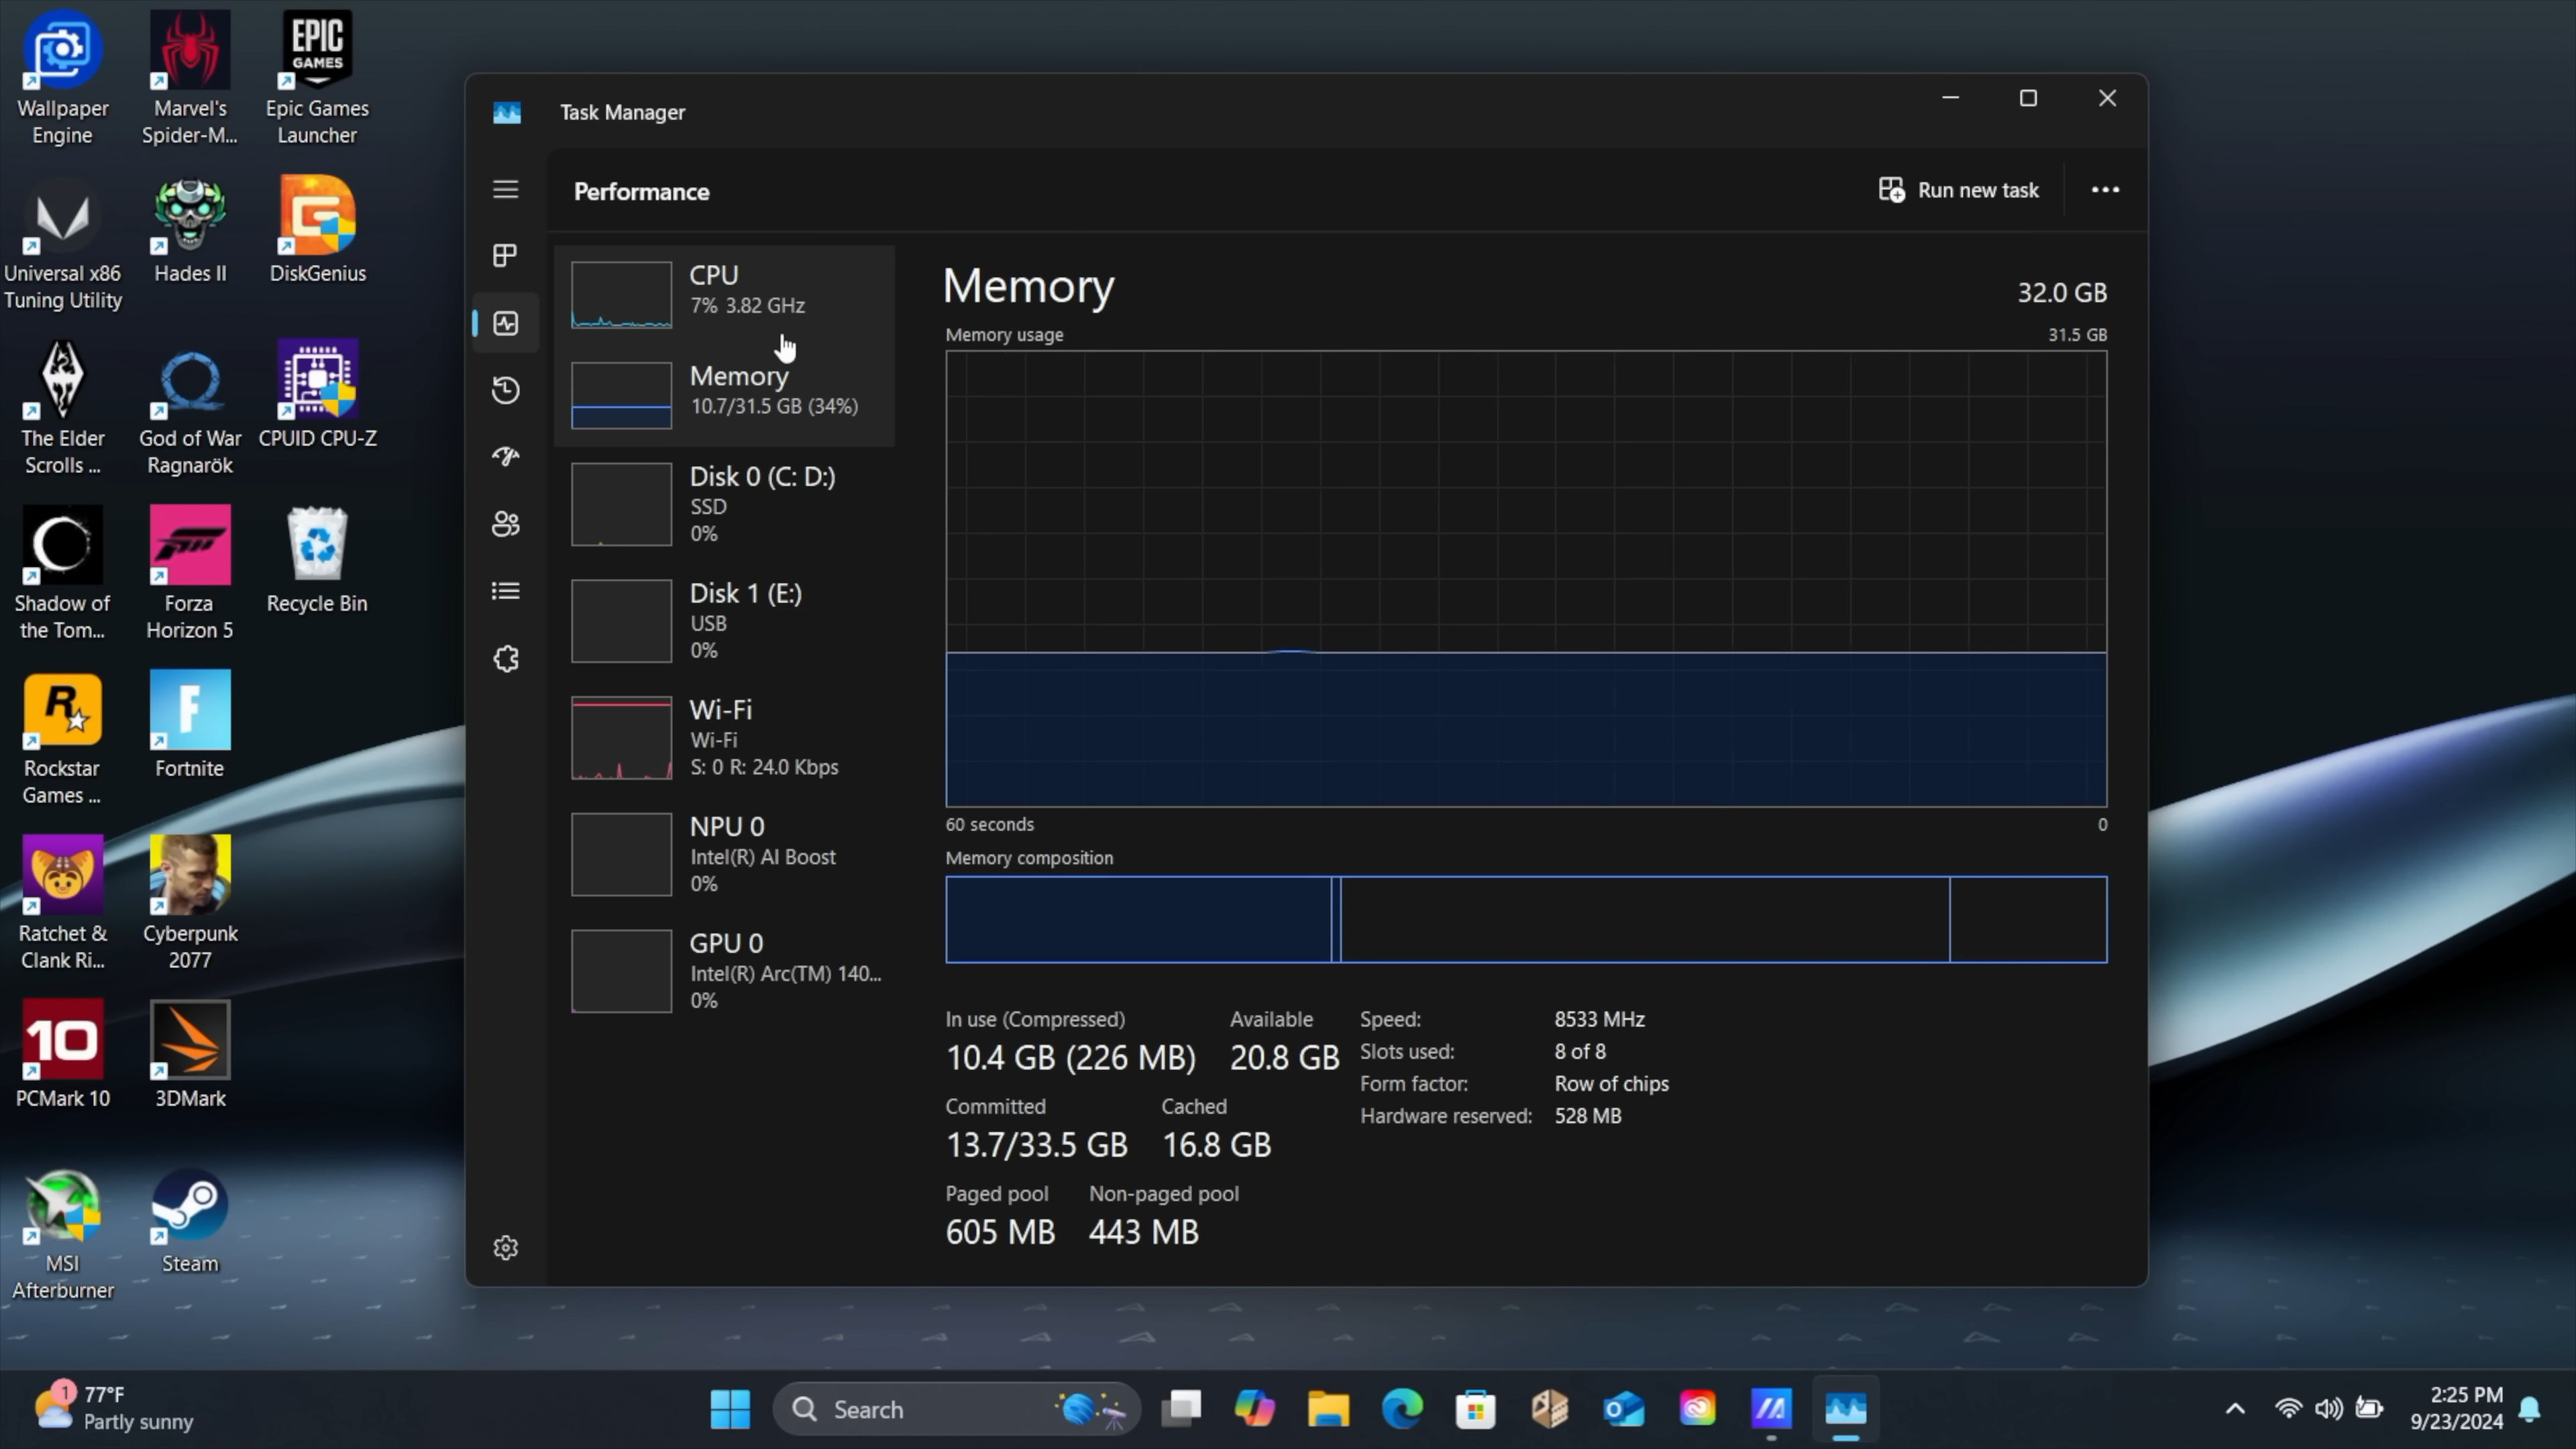 Wallpaper
Engine
Marvel's
Spider-M...
EPIC
GAMES
Epic Games
Launcher
Universal x86
Tuning Utility
Hades II
G
DiskGenius
The Elder
Scrolls ...
God of War
Ragnarök
CPUID CPU-Z
Shadow of
the Tom...
Forza
Horizon 5
Recycle Bin
R
Rockstar
Games ...
F
Fortnite
Ratchet &
Clank Ri...
Cyberpunk
2077
10
PCMark 10
3DMark
MSI
Afterburner
Steam
Task Manager
Performance
Run new task
CPU
7% 3.82 GHz
Memory
10.7/31.5 GB (34%)
Disk 0 (C: D:)
SSD
0%
Disk 1 (E:)
USB
0%
Wi-Fi
Wi-Fi
S: 0 R: 24.0 Kbps
NPU 0
Intel(R) AI Boost
0%
GPU 0
Intel(R) Arc(TM) 140...
0%
Memory
32.0 GB
Memory usage
31.5 GB
60 seconds
0
Memory composition
In use (Compressed)
10.4 GB (226 MB)
Available
20.8 GB
Committed
13.7/33.5 GB
Cached
16.8 GB
Paged pool
605 MB
Non-paged pool
443 MB
Speed: 8533 MHz
Slots used: 8 of 8
Form factor: Row of chips
Hardware reserved: 528 MB
1
77°F
Partly sunny
Search
2:25 PM
9/23/2024